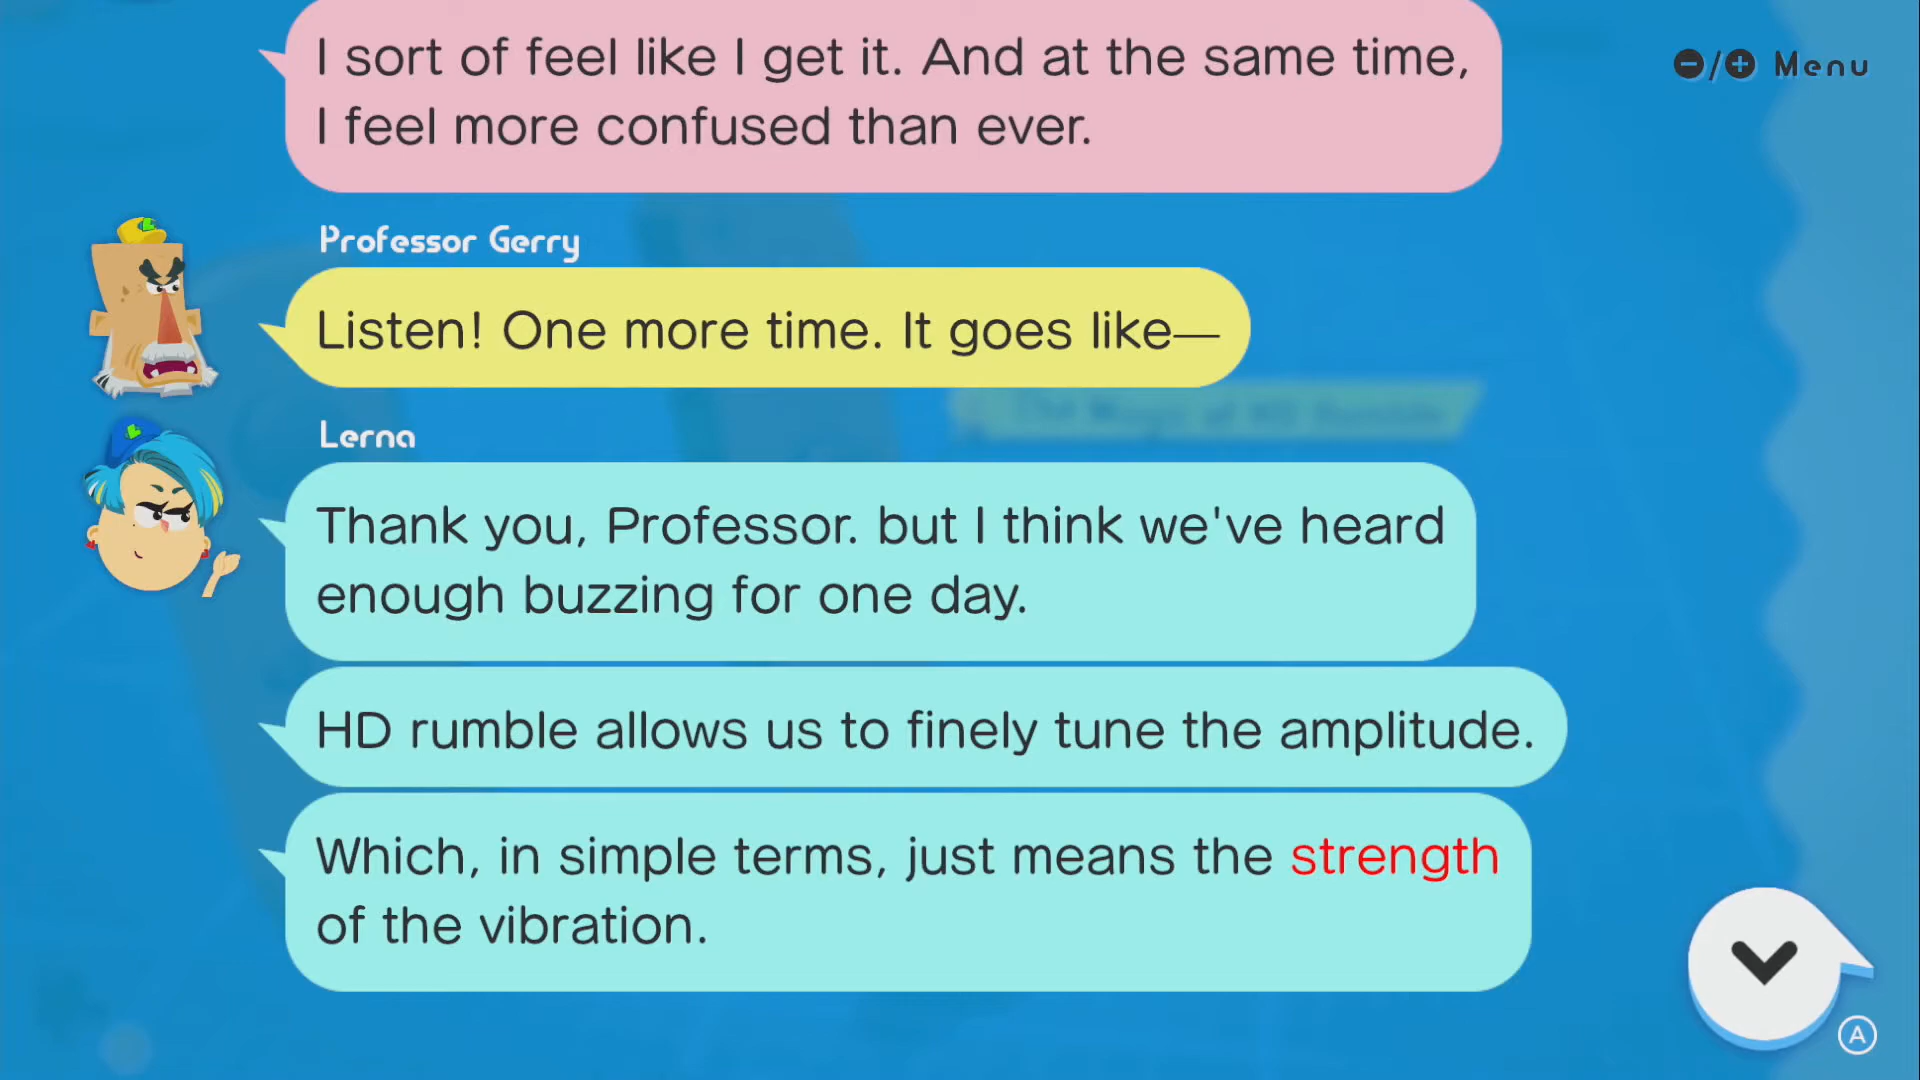 I sort of feel like I get it. And at the same time,
I feel more confused than ever.
-/+ Menu
Professor Gerry
Listen! One more time. It goes like—
Lerna
Thank you, Professor. but I think we've heard
enough buzzing for one day.
HD rumble allows us to finely tune the amplitude.
Which, in simple terms, just means the strength
of the vibration.
A